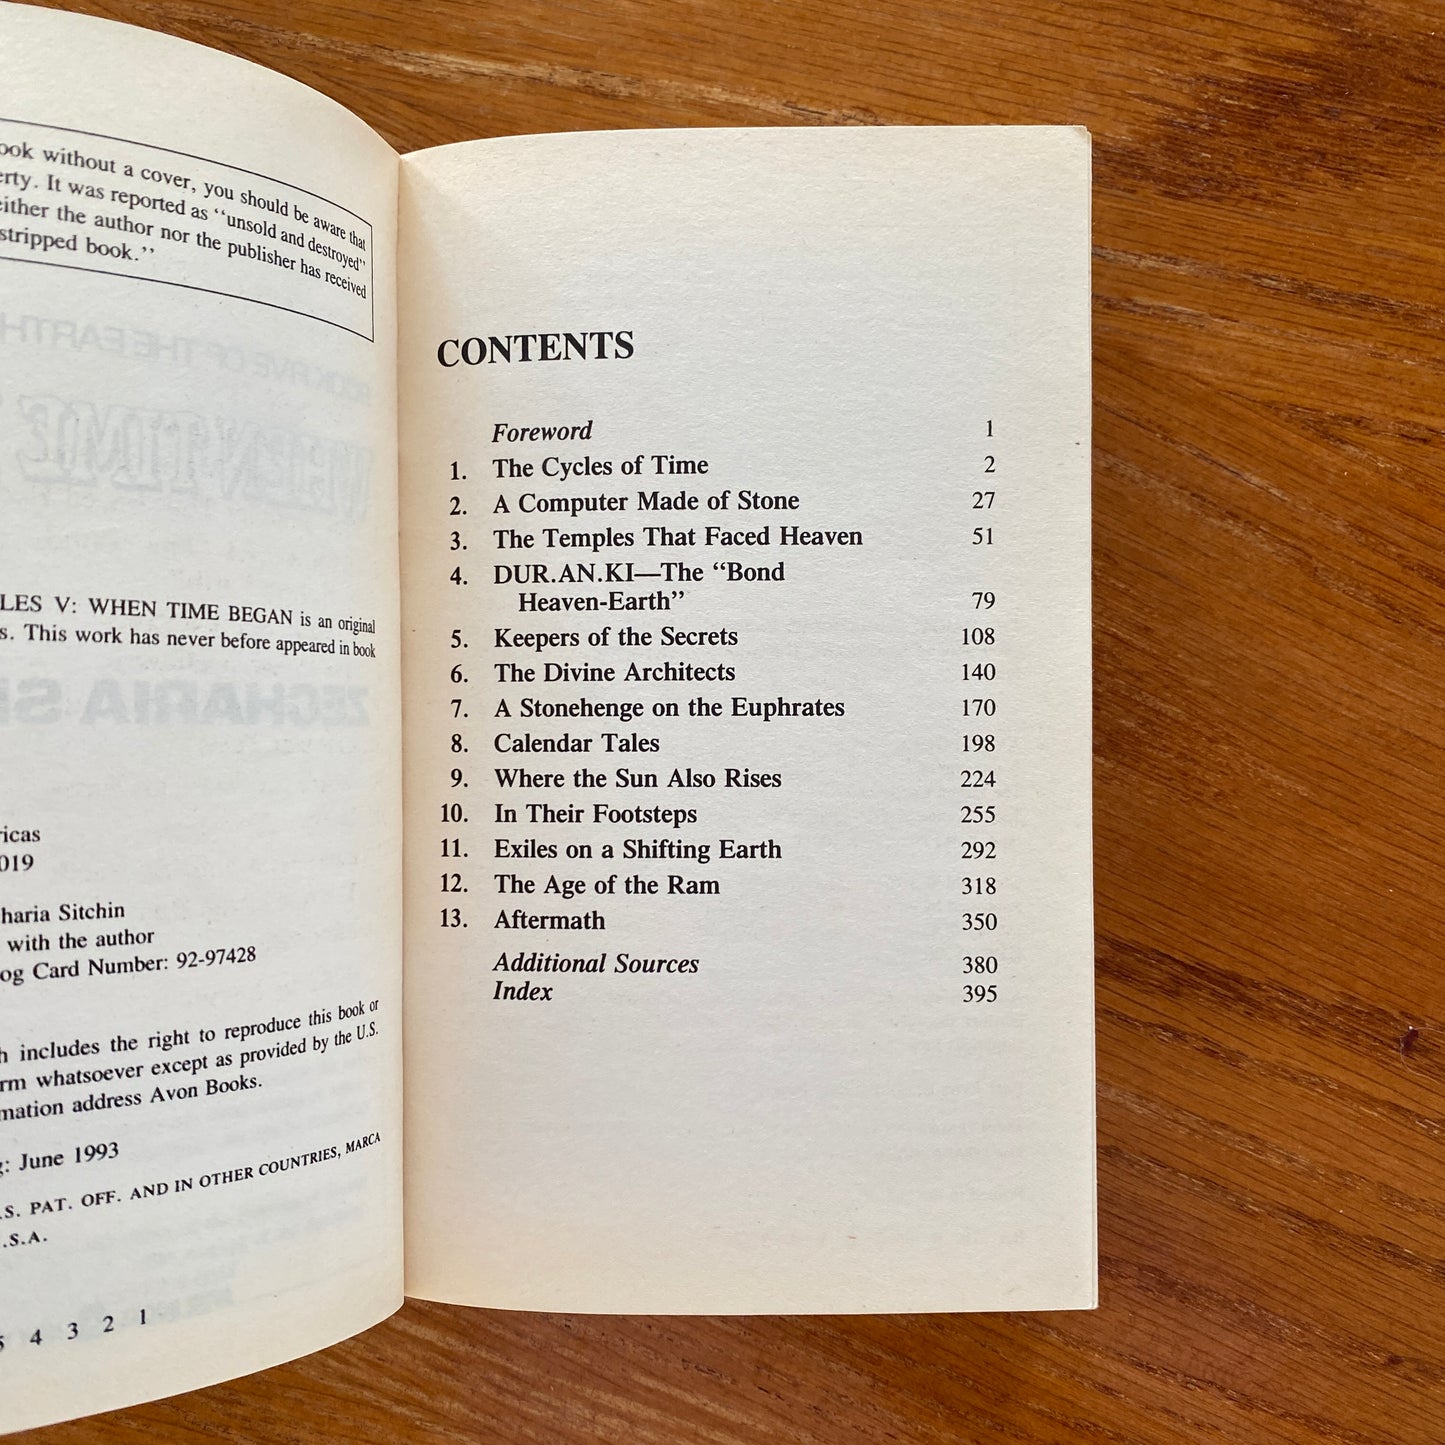 ook without a cover, you should be aware that
erty. It was reported as "unsold and destroyed"
either the author nor the publisher has received
stripped book."
LES V: WHEN TIME BEGAN is an original
s. This work has never before appeared in book
ricas
019
haria Sitchin
with the author
og Card Number: 92-97428
h includes the right to reproduce this book or
rm whatsoever except as provided by the U.S.
mation address Avon Books.
g: June 1993
.S. PAT. OFF. AND IN OTHER COUNTRIES, MARCA
.S.A.
5 4 3 2 1
CONTENTS
Foreword 1
1. The Cycles of Time 2
2. A Computer Made of Stone 27
3. The Temples That Faced Heaven 51
4. DUR.AN.KI—The "Bond
Heaven-Earth" 79
5. Keepers of the Secrets 108
6. The Divine Architects 140
7. A Stonehenge on the Euphrates 170
8. Calendar Tales 198
9. Where the Sun Also Rises 224
10. In Their Footsteps 255
11. Exiles on a Shifting Earth 292
12. The Age of the Ram 318
13. Aftermath 350
Additional Sources 380
Index 395